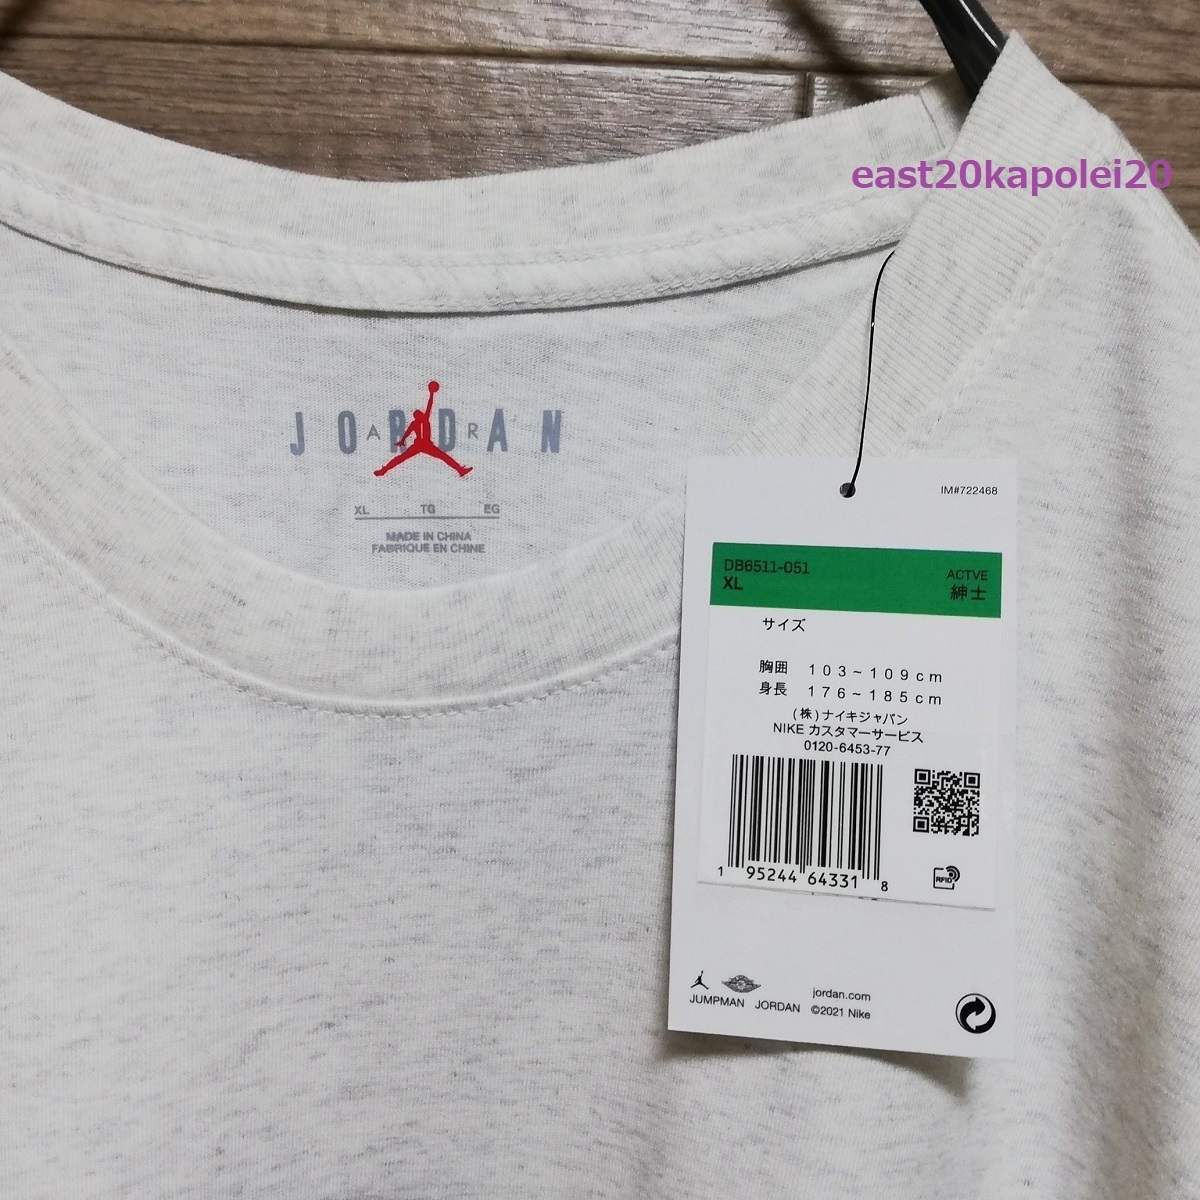 east20kapolei20
JORDAN
AIR
XL TG EG
MADE IN CHINA
FABRIQUE EN CHINE
IM#722468
DB6511-051
XL
ACTVE
紳士
サイズ
胸囲 103~109cm
身長 176~185cm
(株)ナイキジャパン
NIKE カスタマーサービス
0120-6453-77
1 95244 64331 8
RFID
JUMPMAN JORDAN
jordan.com
©2021 Nike